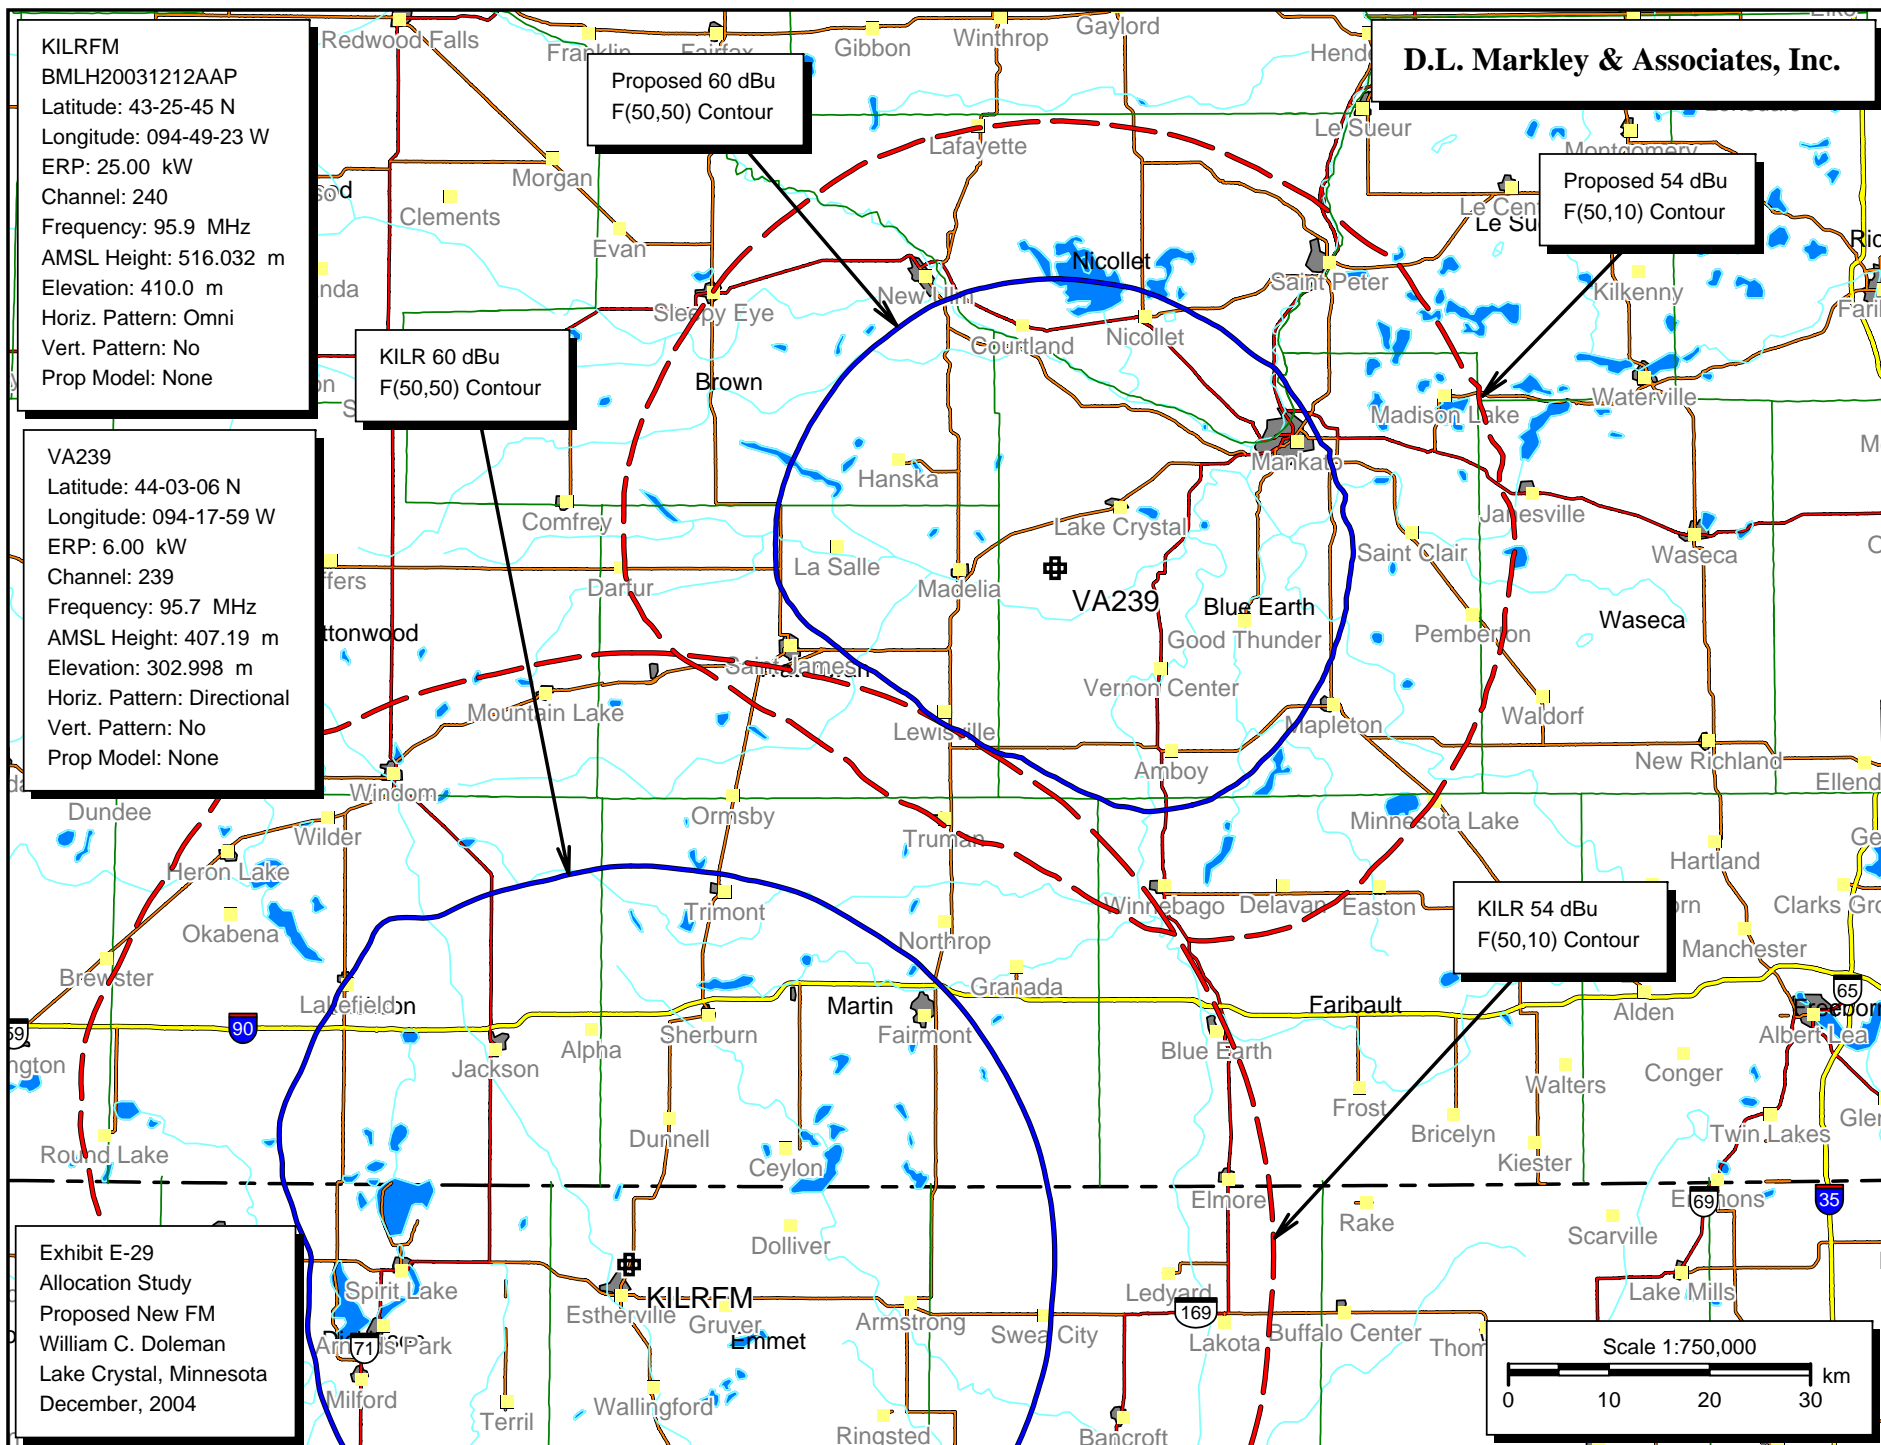 KILRFM
BMLH20031212AAP
Latitude: 43-25-45 N
Longitude: 094-49-23 W
ERP: 25.00 kW
Channel: 240
Frequency: 95.9 MHz
AMSL Height: 516.032 m
Elevation: 410.0 m
Horiz. Pattern: Omni
Vert. Pattern: No
Prop Model: None
VA239
Latitude: 44-03-06 N
Longitude: 094-17-59 W
ERP: 6.00 kW
Channel: 239
Frequency: 95.7 MHz
AMSL Height: 407.19 m
Elevation: 302.998 m
Horiz. Pattern: Directional
Vert. Pattern: No
Prop Model: None
Proposed 60 dBu
F(50,50) Contour
D.L. Markley & Associates, Inc.
Proposed 54 dBu
F(50,10) Contour
KILR 60 dBu
F(50,50) Contour
KILR 54 dBu
F(50,10) Contour
Exhibit E-29
Allocation Study
Proposed New FM
William C. Doleman
Lake Crystal, Minnesota
December, 2004
Scale 1:750,000
0 10 20 30 km
Redwood Falls
Franklin
Fairfax
Gibbon
Winthrop
Gaylord
Lafayette
Le Sueur
Montgomery
Morgan
Clements
Evan
Nicollet
Saint Peter
Kilkenny
Sleepy Eye
New Ulm
Courtland
Nicollet
Brown
Madison Lake
Waterville
Mankato
Hanska
Comfrey
Lake Crystal
Janesville
Saint Clair
Waseca
La Salle
Madelia
Darfur
VA239
Blue Earth
Good Thunder
Pemberton
Waseca
Saint James
Vernon Center
Mountain Lake
Lewisville
Mapleton
Waldorf
Amboy
New Richland
Windom
Dundee
Wilder
Ormsby
Truman
Minnesota Lake
Hartland
Heron Lake
Trimont
Winnebago
Delavan
Easton
Okabena
Northrop
Manchester
Brewster
Granada
Lakefield
Martin
Faribault
Alden
65
90
Sherburn
Fairmont
Alpha
Jackson
Blue Earth
Albert Lea
Walters
Conger
Frost
Dunnell
Bricelyn
Twin Lakes
Round Lake
Ceylon
Kiester
Elmore
Rake
69
35
Scarville
Dolliver
Spirit Lake
Estherville
KILRFM
Gruver
Emmet
Armstrong
Swea City
Ledyard
169
Lakota
Buffalo Center
Lake Mills
71
Milford
Terril
Wallingford
Ringsted
Bancroft